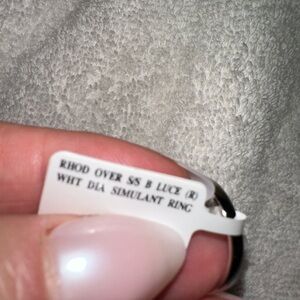 RHOD OVER S/S B LUCE (R)
WHT DIA SIMULANT RING